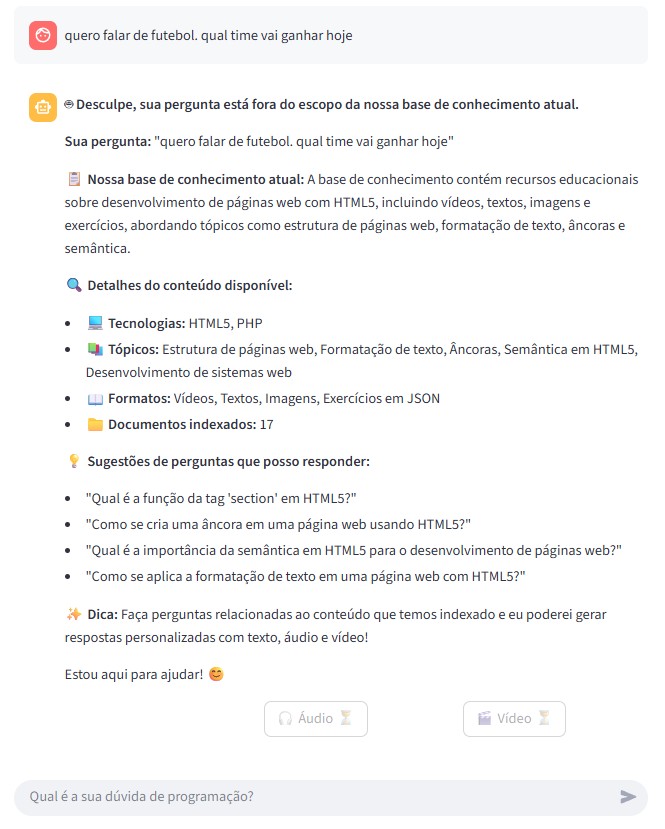 quero falar de futebol. qual time vai ganhar hoje
Desculpe, sua pergunta está fora do escopo da nossa base de conhecimento atual.
Sua pergunta: "quero falar de futebol. qual time vai ganhar hoje"
📋 Nossa base de conhecimento atual: A base de conhecimento contém recursos educacionais
sobre desenvolvimento de páginas web com HTML5, incluindo vídeos, textos, imagens e
exercícios, abordando tópicos como estrutura de páginas web, formatação de texto, âncoras e
semântica.
🔍 Detalhes do conteúdo disponível:
• 💻 Tecnologias: HTML5, PHP
• 📚 Tópicos: Estrutura de páginas web, Formatação de texto, Âncoras, Semântica em HTML5,
Desenvolvimento de sistemas web
• 📖 Formatos: Vídeos, Textos, Imagens, Exercícios em JSON
• 📁 Documentos indexados: 17
💡 Sugestões de perguntas que posso responder:
• "Qual é a função da tag 'section' em HTML5?"
• "Como se cria uma âncora em uma página web usando HTML5?"
• "Qual é a importância da semântica em HTML5 para o desenvolvimento de páginas web?"
• "Como se aplica a formatação de texto em uma página web com HTML5?"
✨ Dica: Faça perguntas relacionadas ao conteúdo que temos indexado e eu poderei gerar
respostas personalizadas com texto, áudio e vídeo!
Estou aqui para ajudar! 😊
🎧 Áudio ⏳
🎬 Vídeo ⏳
Qual é a sua dúvida de programação?